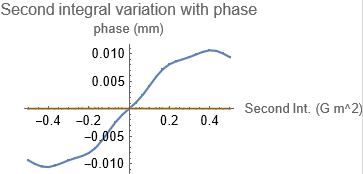 Second integral variation with phase
phase (mm)
0.010
0.005
-0.4 -0.2 0.2 0.4 Second Int. (G m^2)
-0.005
-0.010